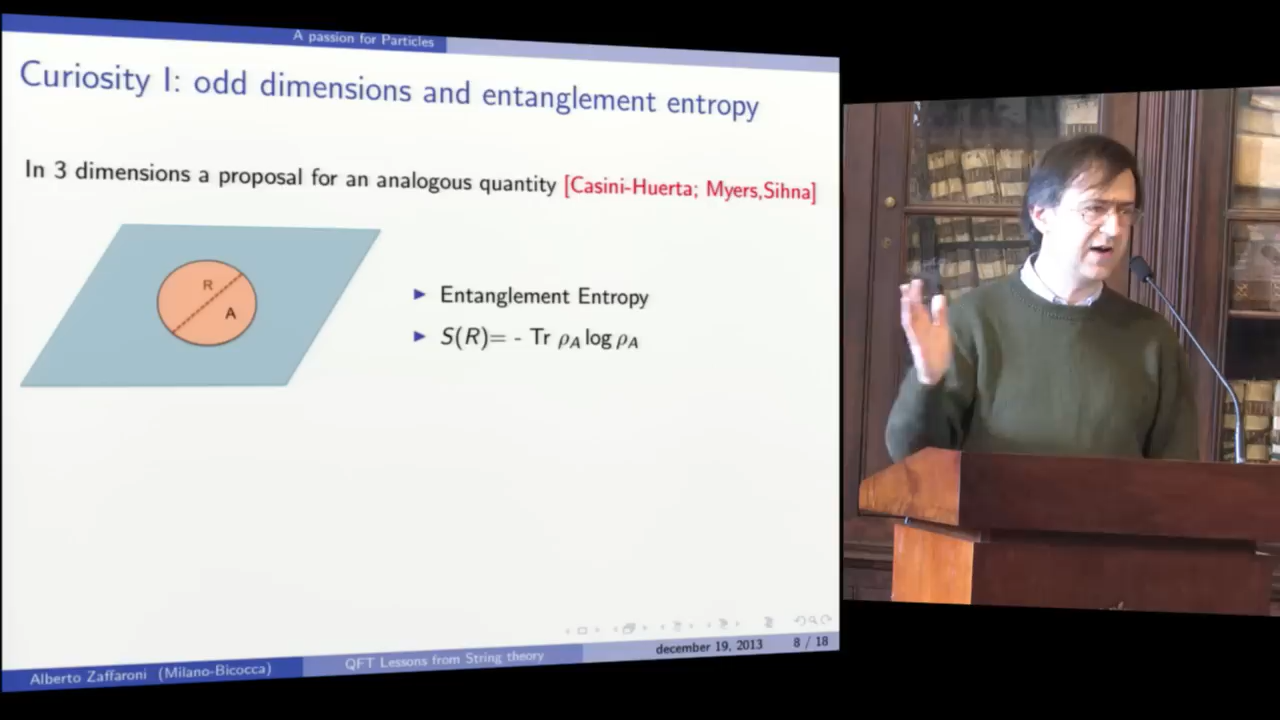 A passion for Particles
Curiosity I: odd dimensions and entanglement entropy
In 3 dimensions a proposal for an analogous quantity [Casini-Huerta; Myers,Sihna]
R
A
▶ Entanglement Entropy
▶ S(R)= - Tr ρA log ρA
december 19, 2013 8 / 18
Alberto Zaffaroni (Milano-Bicocca) QFT Lessons from String theory